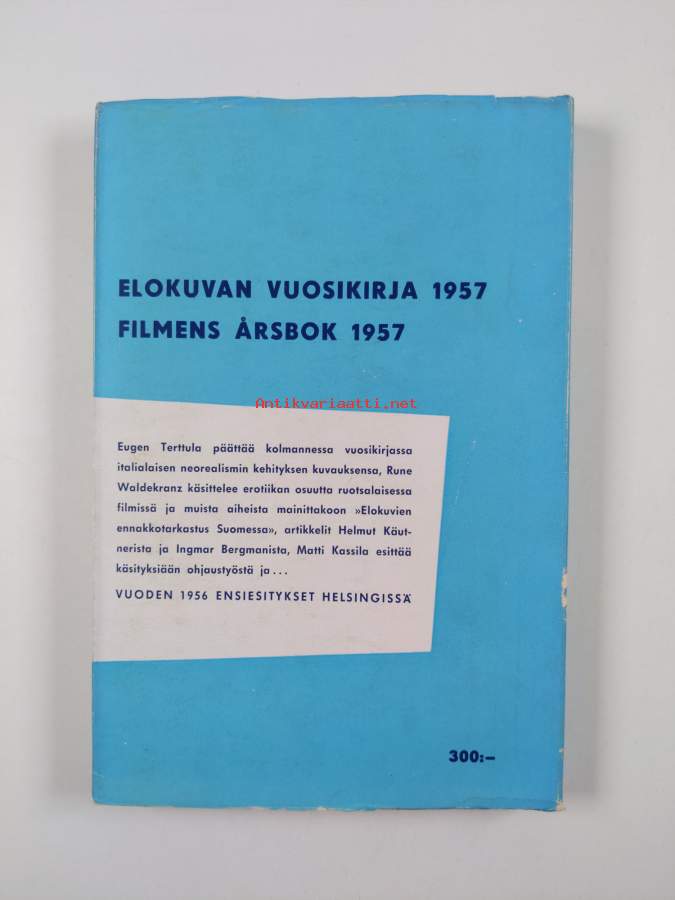 ELOKUVAN VUOSIKIRJA 1957
FILMENS ÅRSBOK 1957
Antikvariaatti.net
Eugen Terttula päättää kolmannessa vuosikirjassa
italialaisen neorealismin kehityksen kuvauksensa, Rune
Waldekranz käsittelee erotiikan osuutta ruotsalaisessa
filmissä ja muista aiheista mainittakoon »Elokuvien
ennakkotarkastus Suomessa», artikkelit Helmut Käut-
nerista ja Ingmar Bergmanista, Matti Kassila esittää
käsityksiään ohjaustyöstä ja...
VUODEN 1956 ENSIESITYKSET HELSINGISSÄ
300:–